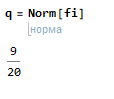 q = Norm[fi]
норма
9
20